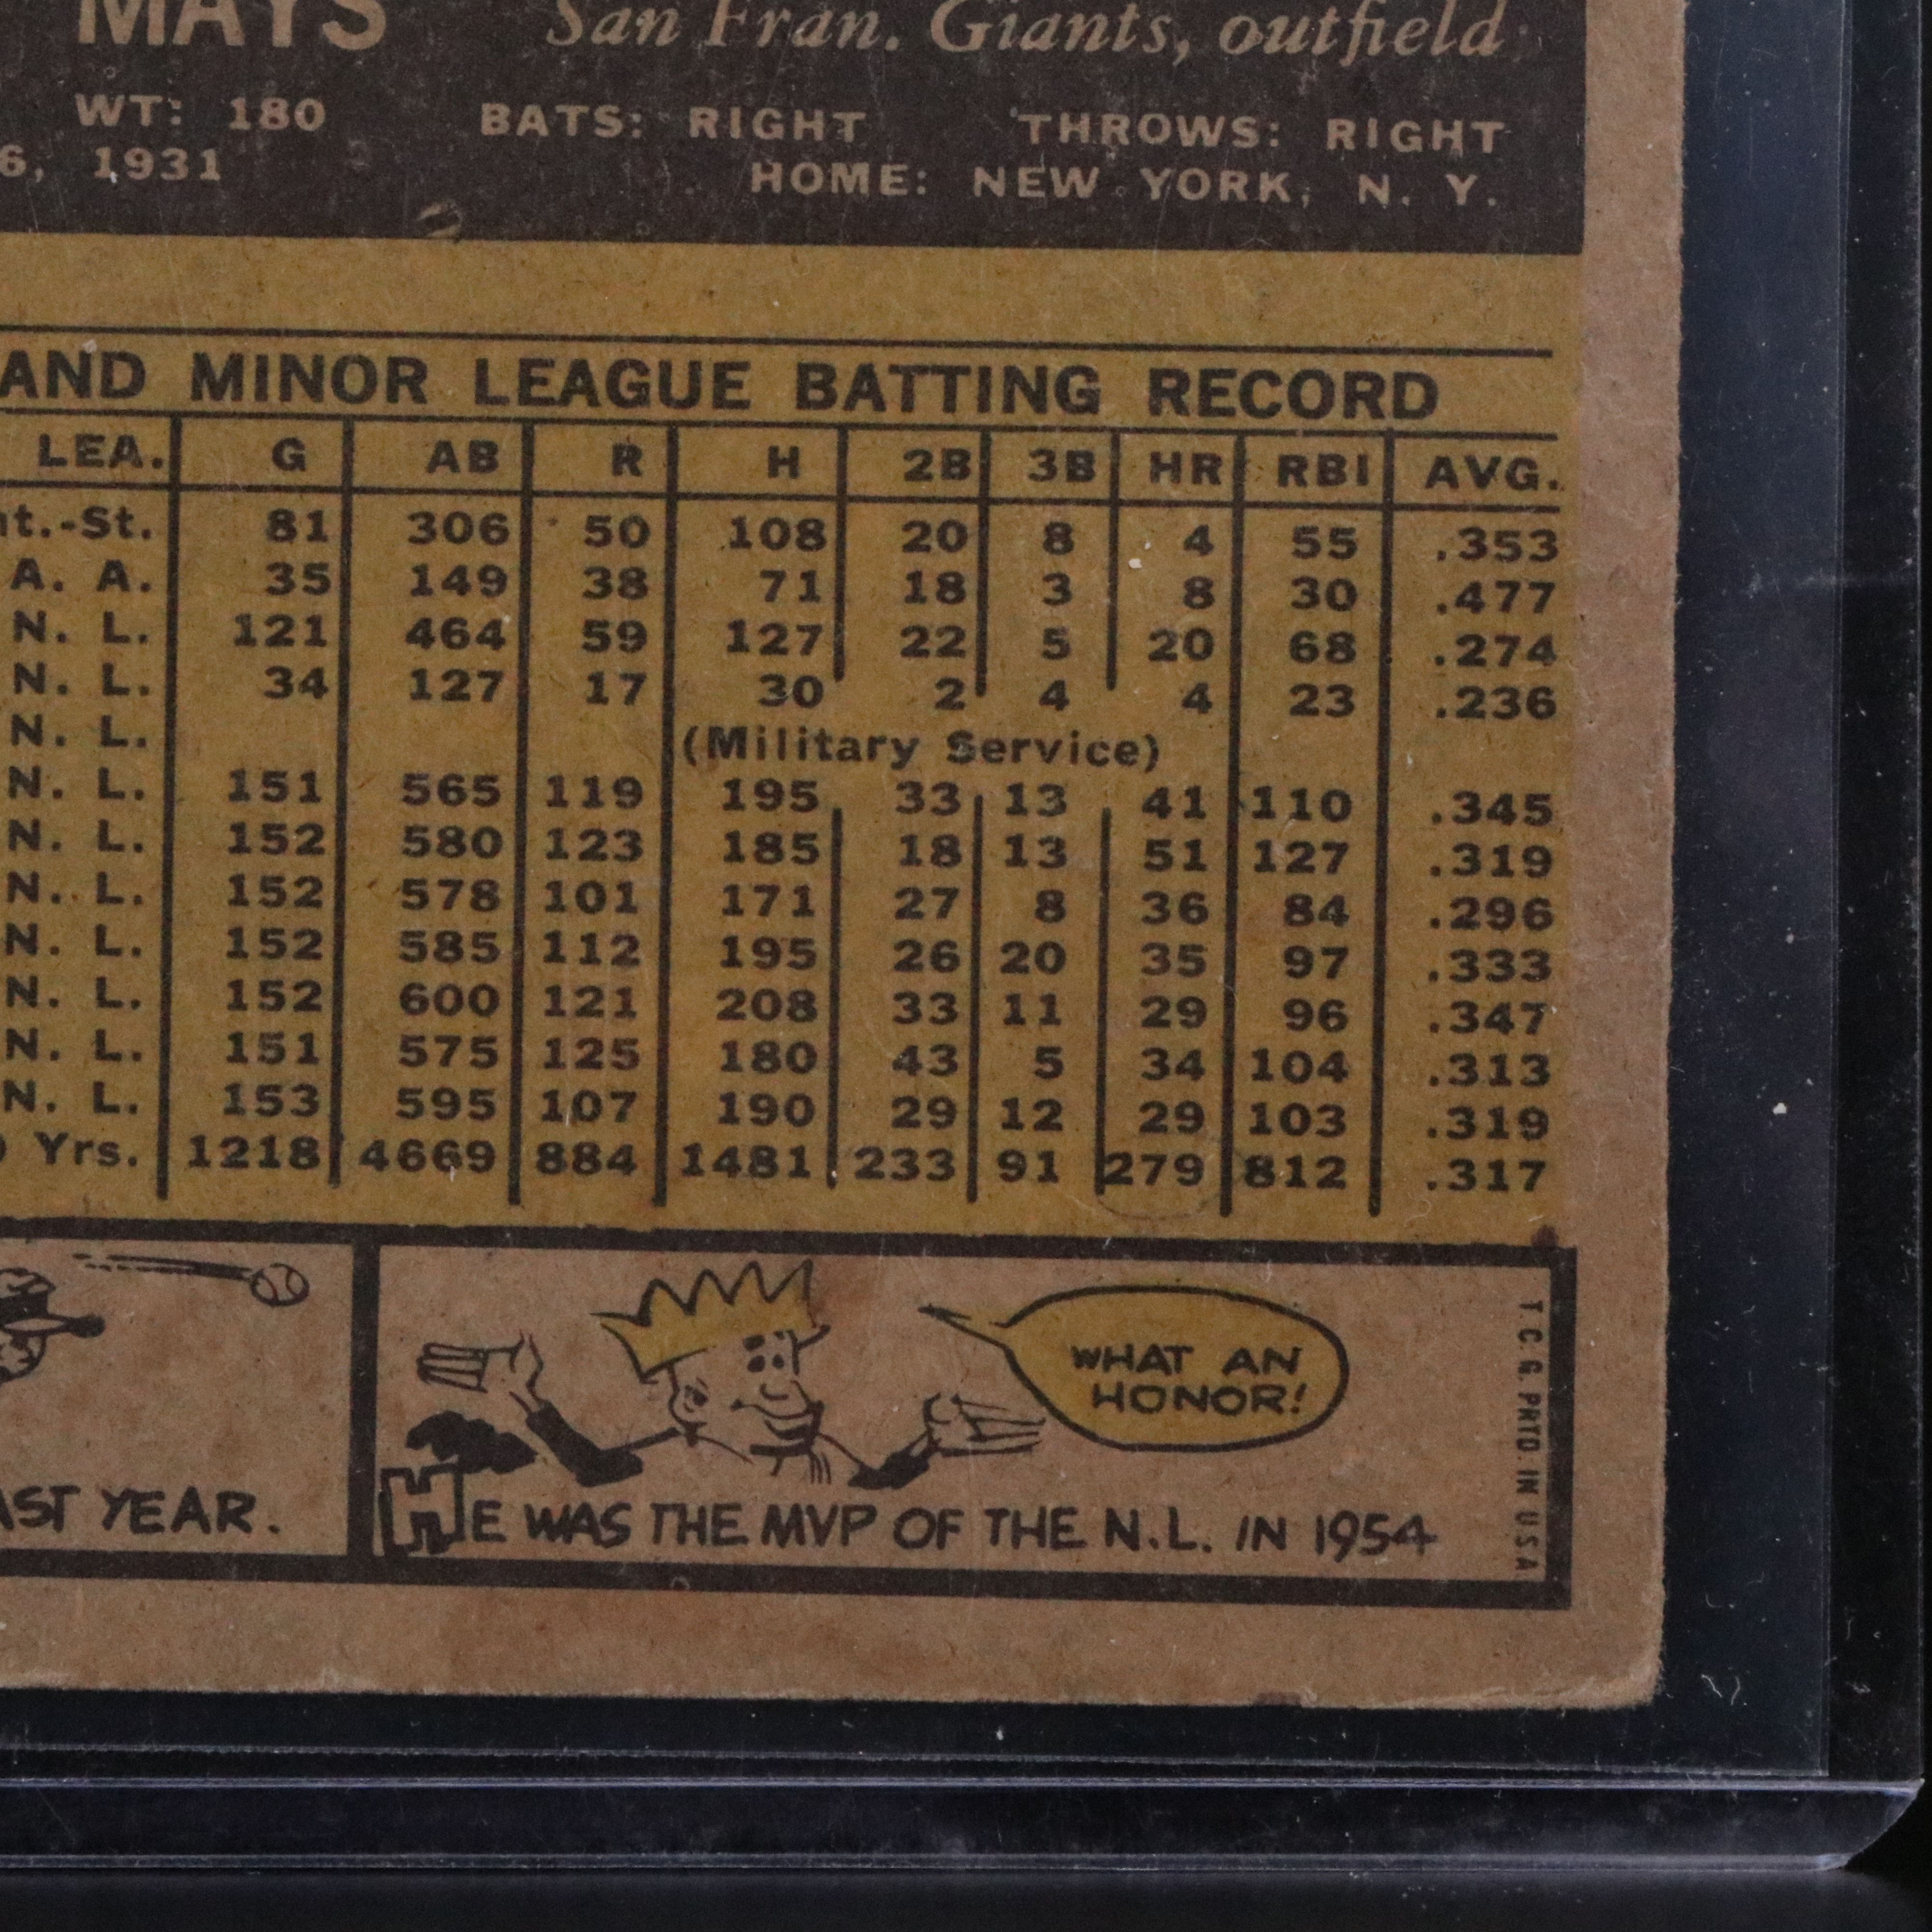 MAYS San Fran. Giants, outfield
WT: 180 BATS: RIGHT THROWS: RIGHT
6, 1931 HOME: NEW YORK, N. Y.
AND MINOR LEAGUE BATTING RECORD
LEA. G AB R H 2B 3B HR RBI AVG.
t.-St. 81 306 50 108 20 8 4 55 .353
A. A. 35 149 38 71 18 3 8 30 .477
N. L. 121 464 59 127 22 5 20 68 .274
N. L. 34 127 17 30 2 4 4 23 .236
N. L. (Military Service)
N. L. 151 565 119 195 33 13 41 110 .345
N. L. 152 580 123 185 18 13 51 127 .319
N. L. 152 578 101 171 27 8 36 84 .296
N. L. 152 585 112 195 26 20 35 97 .333
N. L. 152 600 121 208 33 11 29 96 .347
N. L. 151 575 125 180 43 5 34 104 .313
N. L. 153 595 107 190 29 12 29 103 .319
Yrs. 1218 4669 884 1481 233 91 279 812 .317
WHAT AN
HONOR!
AST YEAR.
HE WAS THE MVP OF THE N.L. IN 1954
T. C. G. PRTD. IN U S A